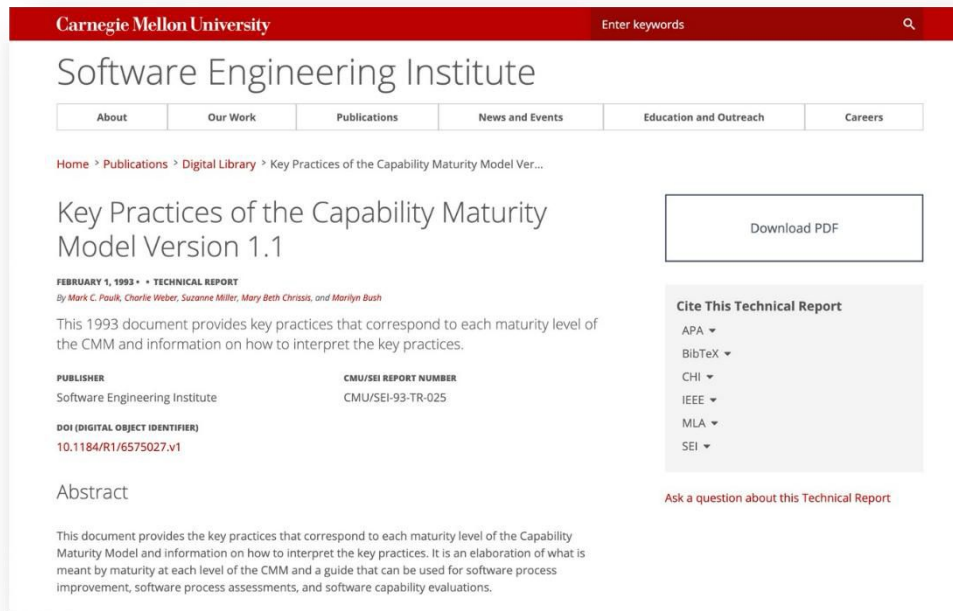 Carnegie Mellon University
Enter keywords
Software Engineering Institute
About
Our Work
Publications
News and Events
Education and Outreach
Careers
Home > Publications > Digital Library > Key Practices of the Capability Maturity Model Ver...
Key Practices of the Capability Maturity
Model Version 1.1
FEBRUARY 1, 1993 • • TECHNICAL REPORT
By Mark C. Paulk, Charlie Weber, Suzanne Miller, Mary Beth Chrissis, and Marilyn Bush
This 1993 document provides key practices that correspond to each maturity level of
the CMM and information on how to interpret the key practices.
PUBLISHER
Software Engineering Institute
CMU/SEI REPORT NUMBER
CMU/SEI-93-TR-025
DOI (DIGITAL OBJECT IDENTIFIER)
10.1184/R1/6575027.v1
Abstract
This document provides the key practices that correspond to each maturity level of the Capability
Maturity Model and information on how to interpret the key practices. It is an elaboration of what is
meant by maturity at each level of the CMM and a guide that can be used for software process
improvement, software process assessments, and software capability evaluations.
Download PDF
Cite This Technical Report
APA
BibTeX
CHI
IEEE
MLA
SEI
Ask a question about this Technical Report